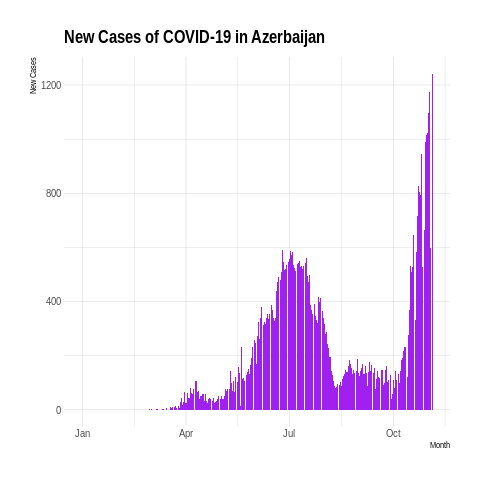 New Cases of COVID-19 in Azerbaijan
New Cases
1200
800
400
0
Jan Apr Jul Oct
Month